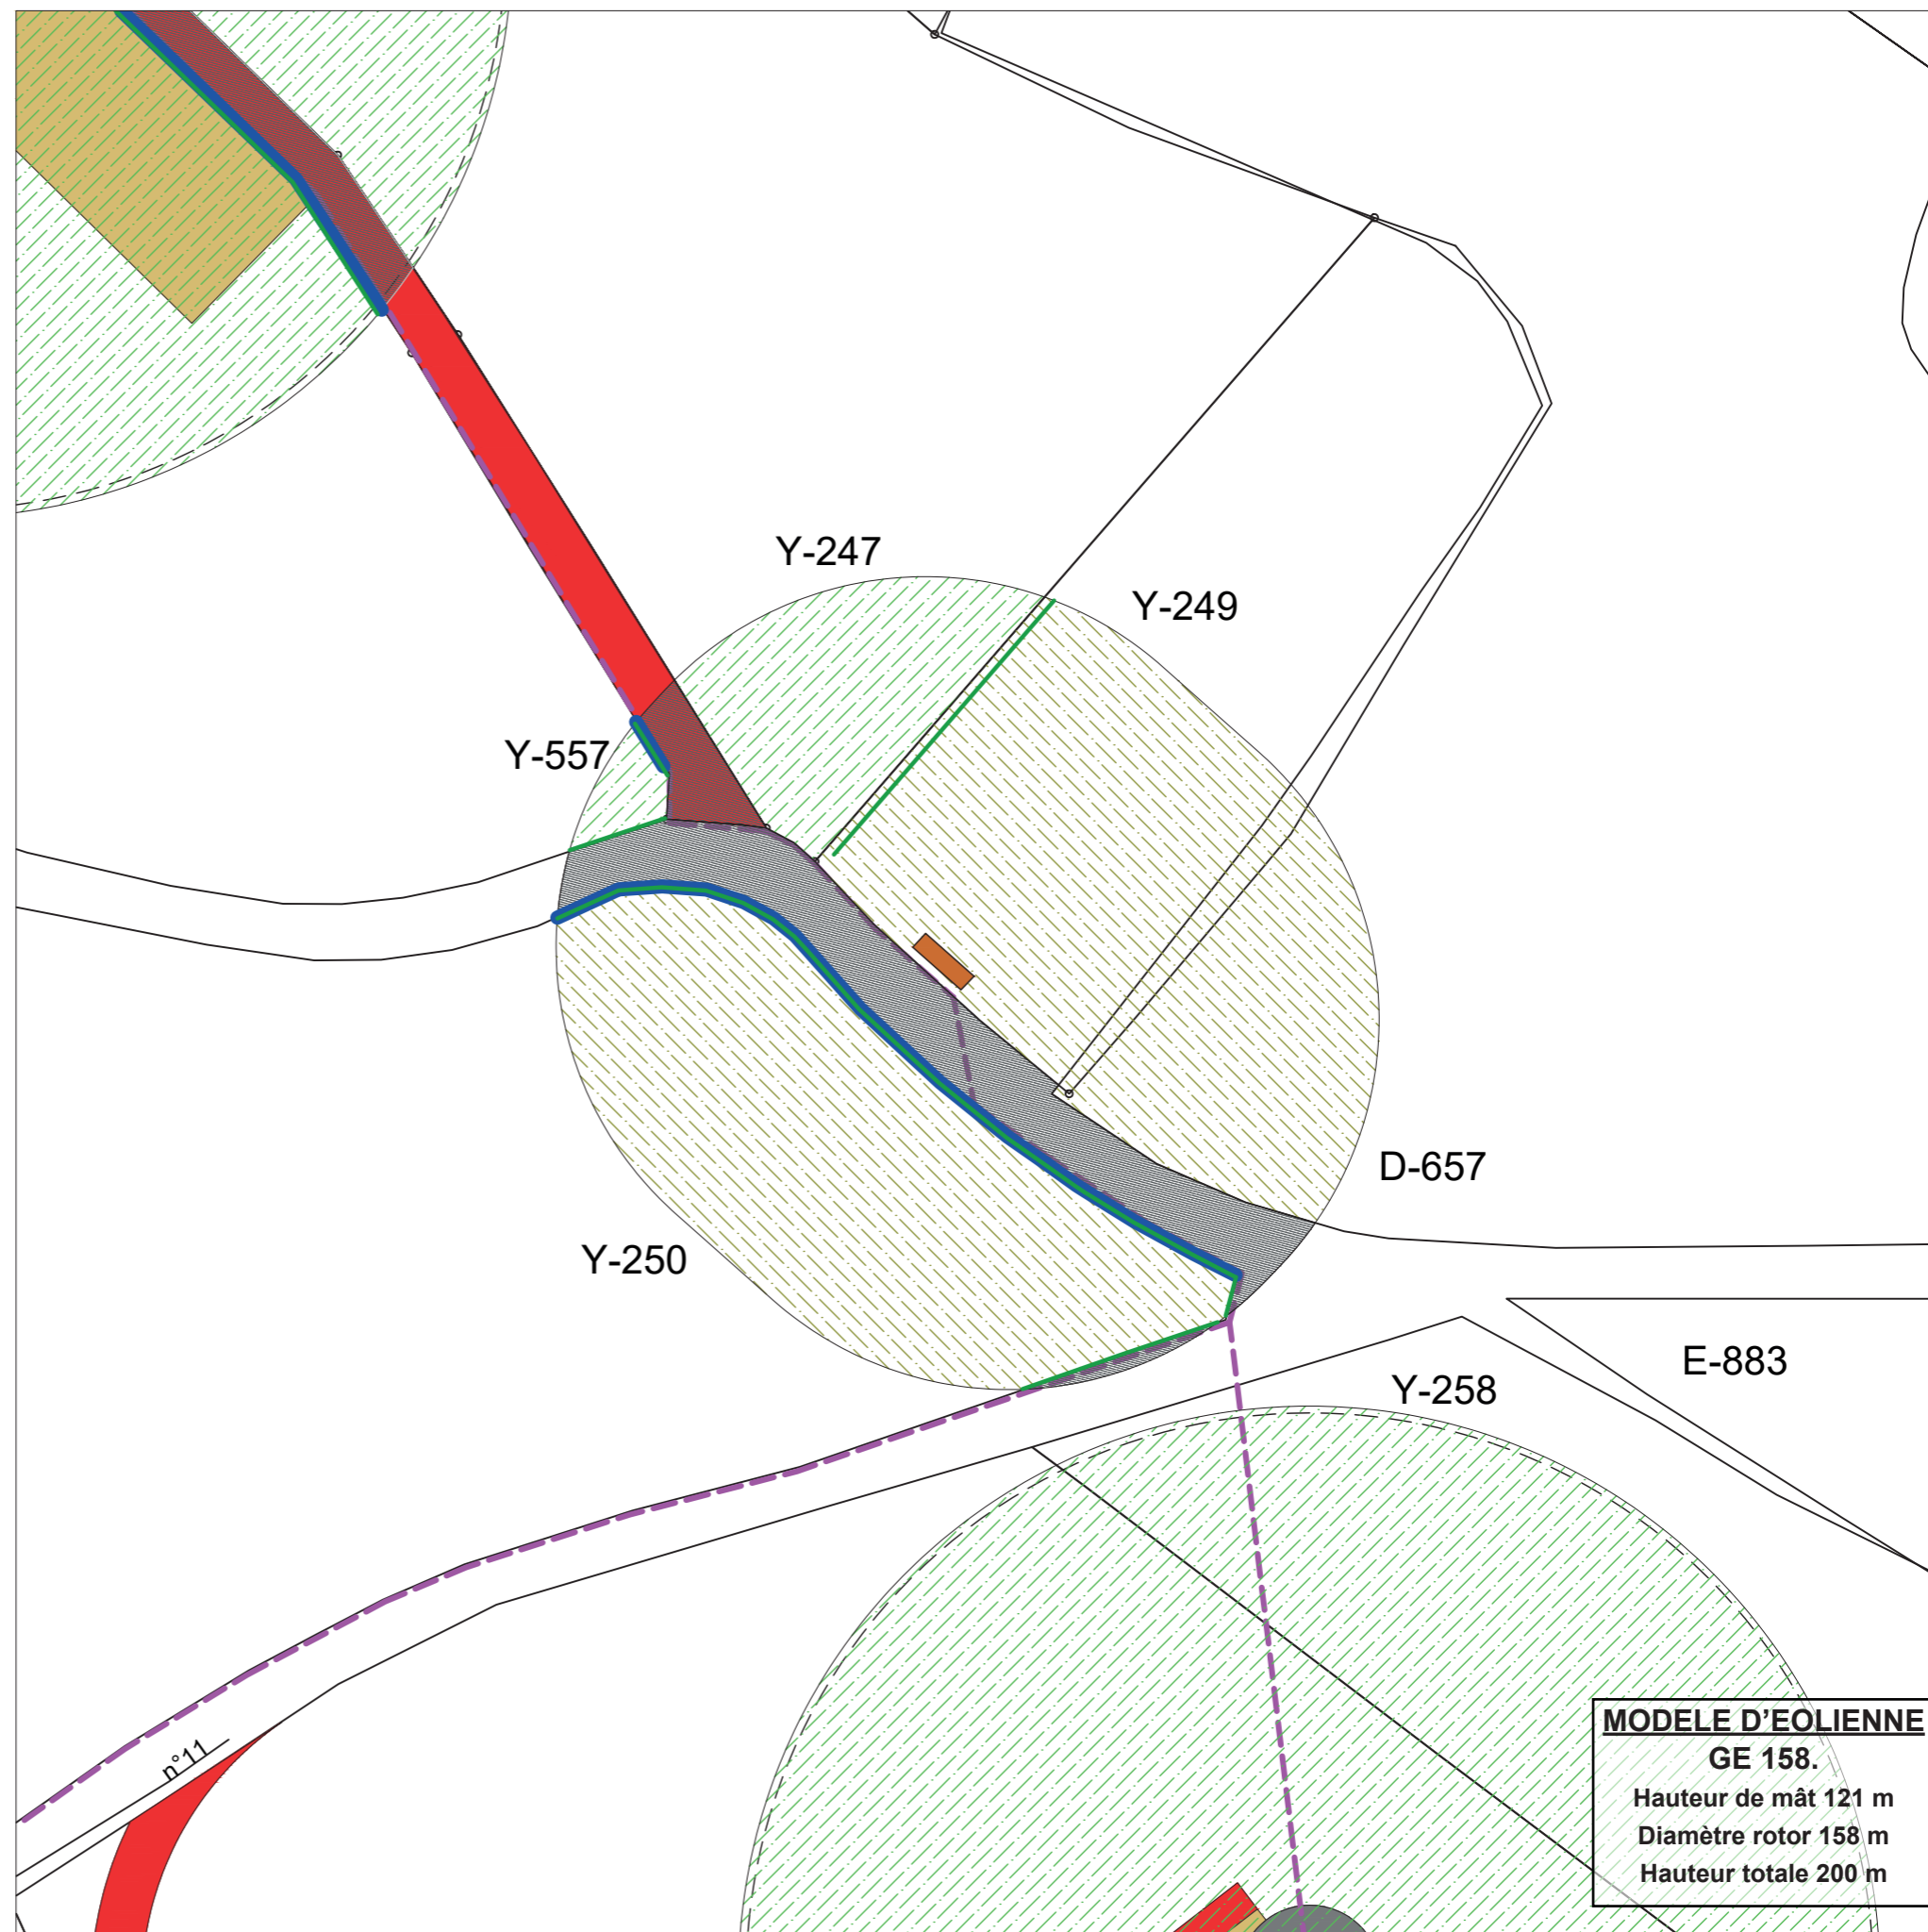 Y-247
Y-249
Y-557
D-657
Y-250
E-883
Y-258
n°11
MODELE D'EOLIENNE
GE 158.
Hauteur de mât 121 m
Diamètre rotor 158 m
Hauteur totale 200 m